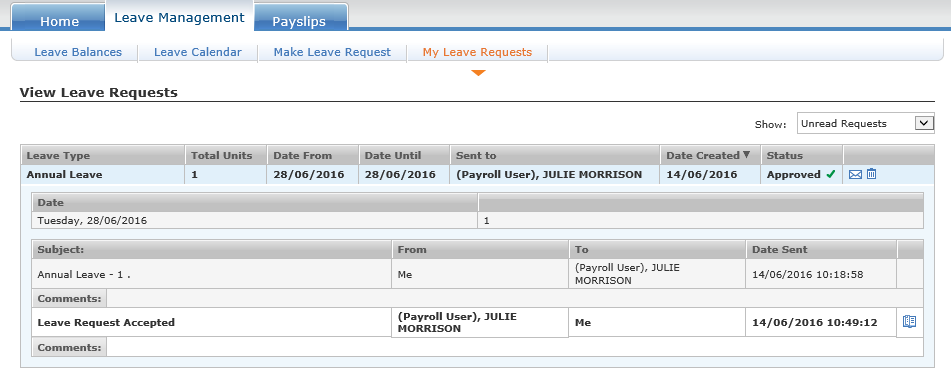 Home Leave Management Payslips
Leave Balances Leave Calendar Make Leave Request My Leave Requests
View Leave Requests
Show: Unread Requests
Leave Type Total Units Date From Date Until Sent to Date Created Status
Annual Leave 1 28/06/2016 28/06/2016 (Payroll User), JULIE MORRISON 14/06/2016 Approved
Date
Tuesday, 28/06/2016 1
Subject: From To Date Sent
Annual Leave - 1 . Me (Payroll User), JULIE MORRISON 14/06/2016 10:18:58
Comments:
Leave Request Accepted (Payroll User), JULIE MORRISON Me 14/06/2016 10:49:12
Comments: